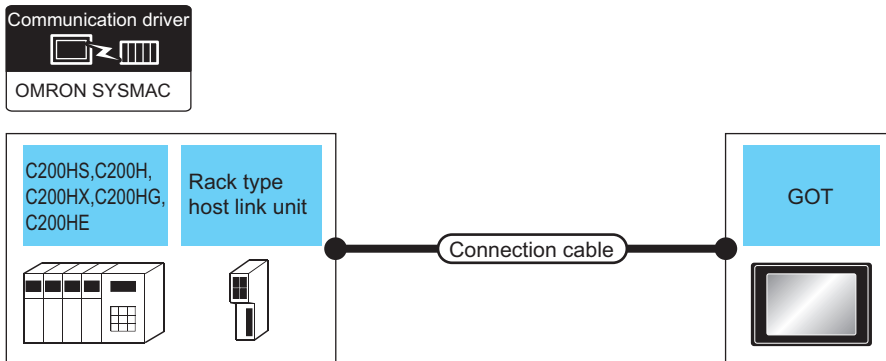 Communication driver
OMRON SYSMAC
C200HS,C200H,
C200HX,C200HG,
C200HE
Rack type
host link unit
Connection cable
GOT